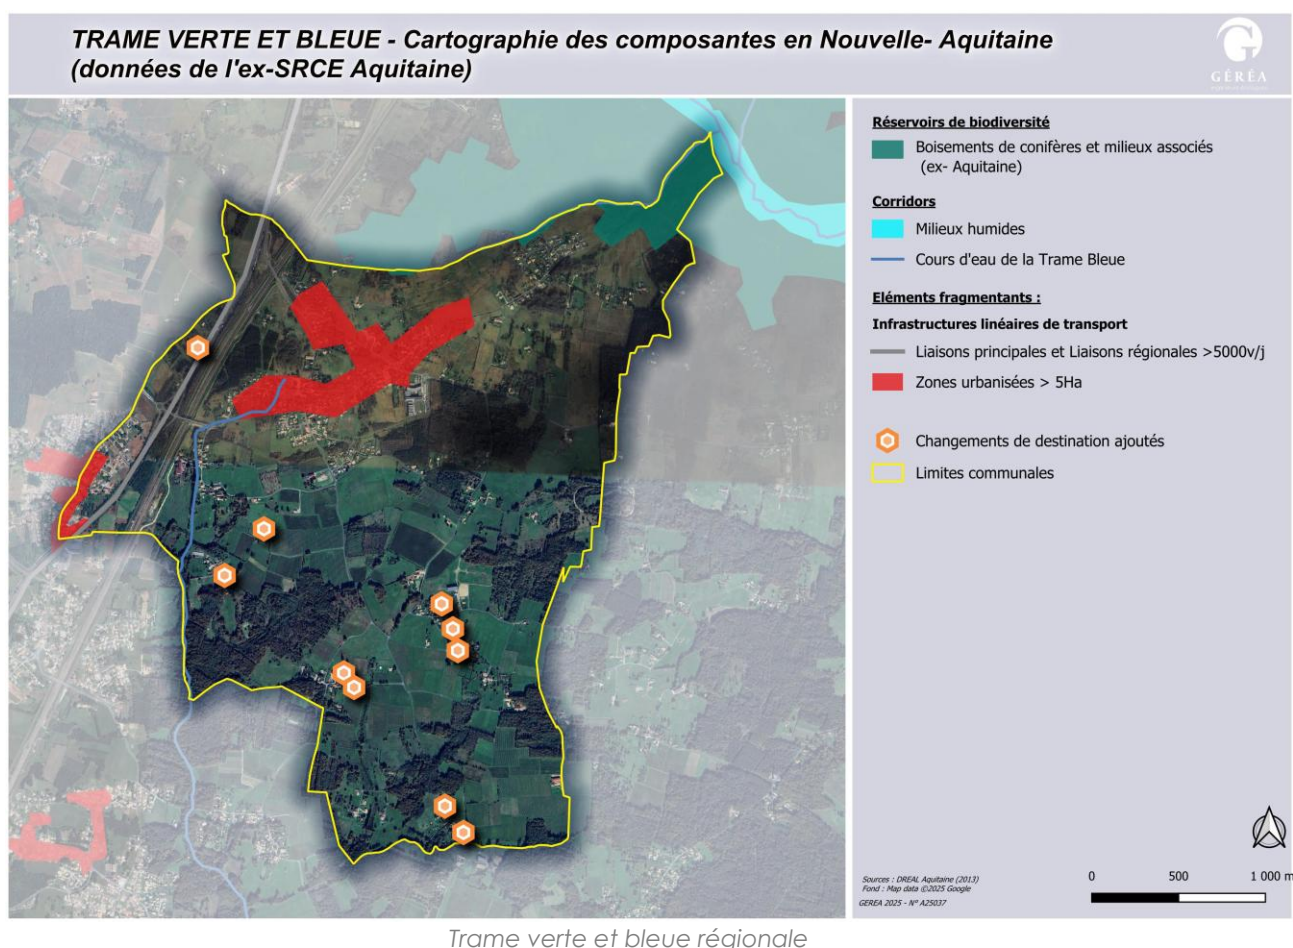 TRAME VERTE ET BLEUE - Cartographie des composantes en Nouvelle- Aquitaine
(données de l'ex-SRCE Aquitaine)
GÉRÉA
Réservoirs de biodiversité
Boisements de conifères et milieux associés
(ex- Aquitaine)
Corridors
Milieux humides
Cours d'eau de la Trame Bleue
Eléments fragmentants :
Infrastructures linéaires de transport
Liaisons principales et Liaisons régionales >5000v/j
Zones urbanisées > 5Ha
Changements de destination ajoutés
Limites communales
Sources : DREAL Aquitaine (2013)
Fond : Map data ©2025 Google
GEREA 2025 - N° A25037
0 500 1 000 m
Trame verte et bleue régionale